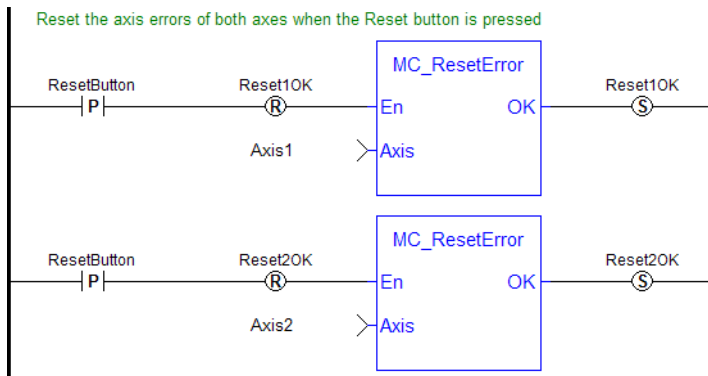 Reset the axis errors of both axes when the Reset button is pressed
MC_ResetError
ResetButton Reset1OK Reset1OK
P R En OK S
Axis1 Axis
MC_ResetError
ResetButton Reset2OK Reset2OK
P R En OK S
Axis2 Axis